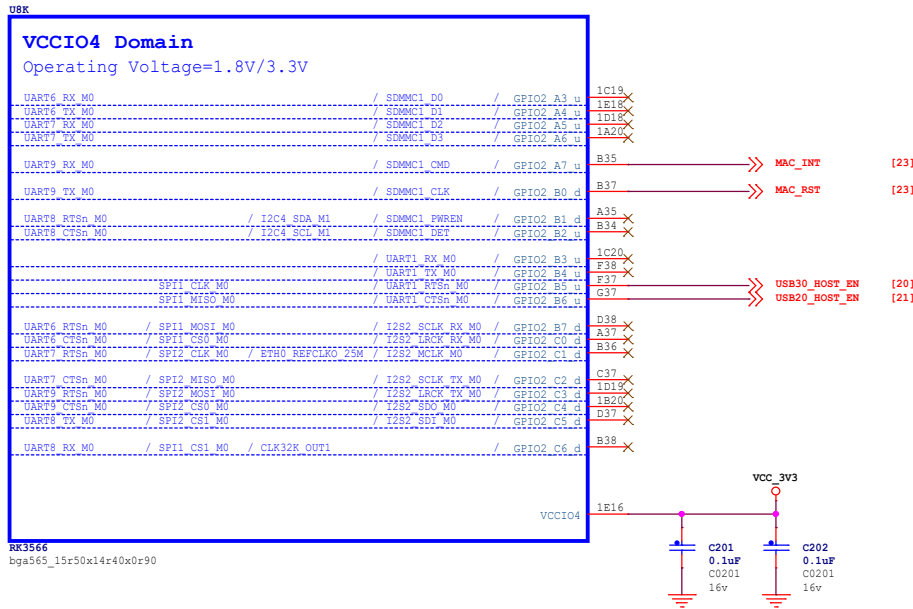 U8K
VCCIO4 Domain
Operating Voltage=1.8V/3.3V
UART6_RX_M0 / SDMMC1_D0 / GPIO2_A3_u 1C19
UART6_TX_M0 / SDMMC1_D1 / GPIO2_A4_u 1E18
UART7_RX_M0 / SDMMC1_D2 / GPIO2_A5_u 1D18
UART7_TX_M0 / SDMMC1_D3 / GPIO2_A6_u 1A20
UART9_RX_M0 / SDMMC1_CMD / GPIO2_A7_u B35 MAC_INT [23]
UART9_TX_M0 / SDMMC1_CLK / GPIO2_B0_d B37 MAC_RST [23]
UART8_RTSn_M0 / I2C4_SDA_M1 / SDMMC1_PWREN / GPIO2_B1_d A35
UART8_CTSn_M0 / I2C4_SCL_M1 / SDMMC1_DET / GPIO2_B2_u B34
/ UART1_RX_M0 / GPIO2_B3_u 1C20
/ UART1_TX_M0 / GPIO2_B4_u F38
SPI1_CLK_M0 / UART1_RTSn_M0 / GPIO2_B5_u F37 USB30_HOST_EN [20]
SPI1_MISO_M0 / UART1_CTSn_M0 / GPIO2_B6_u G37 USB20_HOST_EN [21]
UART6_RTSn_M0 / SPI1_MOSI_M0 / I2S2_SCLK_RX_M0 / GPIO2_B7_d D38
UART6_CTSn_M0 / SPI1_CS0_M0 / I2S2_LRCK_RX_M0 / GPIO2_C0_d A37
UART7_RTSn_M0 / SPI2_CLK_M0 / ETH0_REFCLKO_25M / I2S2_MCLK_M0 / GPIO2_C1_d B36
UART7_CTSn_M0 / SPI2_MISO_M0 / I2S2_SCLK_TX_M0 / GPIO2_C2_d C37
UART9_RTSn_M0 / SPI2_MOSI_M0 / I2S2_LRCK_TX_M0 / GPIO2_C3_d 1D19
UART9_CTSn_M0 / SPI2_CS0_M0 / I2S2_SDO_M0 / GPIO2_C4_d 1B20
UART8_TX_M0 / SPI2_CS1_M0 / I2S2_SDI_M0 / GPIO2_C5_d D37
UART8_RX_M0 / SPI1_CS1_M0 / CLK32K_OUT1 / GPIO2_C6_d B38
VCC_3V3
VCCIO4 1E16
RK3566
bga565_15r50x14r40x0r90
C201
0.1uF
C0201
16v
C202
0.1uF
C0201
16v